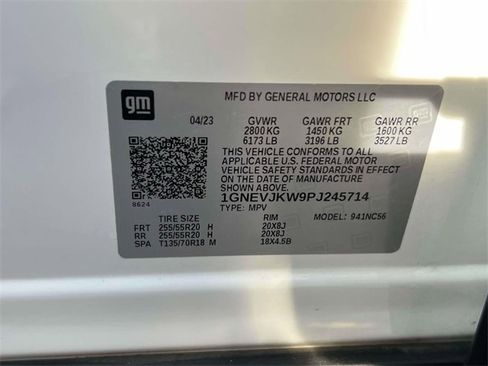 gm
MFD BY GENERAL MOTORS LLC
04/23 GVWR GAWR FRT GAWR RR
2800 KG 1450 KG 1600 KG
6173 LB 3196 LB 3527 LB
THIS VEHICLE CONFORMS TO ALL
APPLICABLE U.S. FEDERAL MOTOR
VEHICLE SAFETY STANDARDS IN EFFECT ON
THE DATE OF MANUFACTURE SHOWN ABOVE.
1GNEVJKW9PJ245714
8624
TYPE: MPV MODEL: 941NC56
RIM
FRT 255/55R20 H 20X8J
RR 255/55R20 H 20X8J
SPA T135/70R18 M 18X4.5B